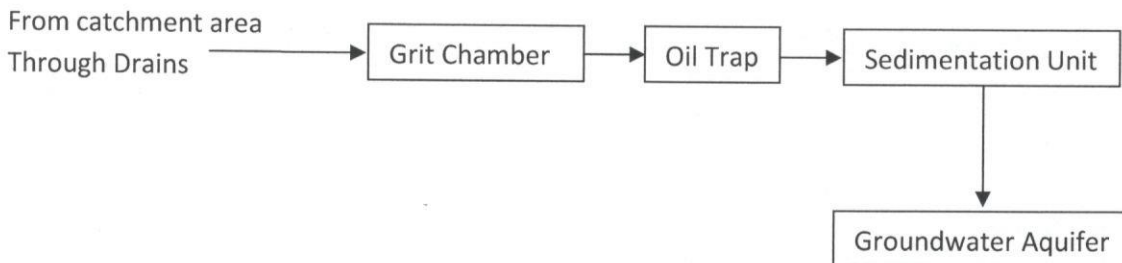 From catchment area
Through Drains
Grit Chamber
Oil Trap
Sedimentation Unit
Groundwater Aquifer